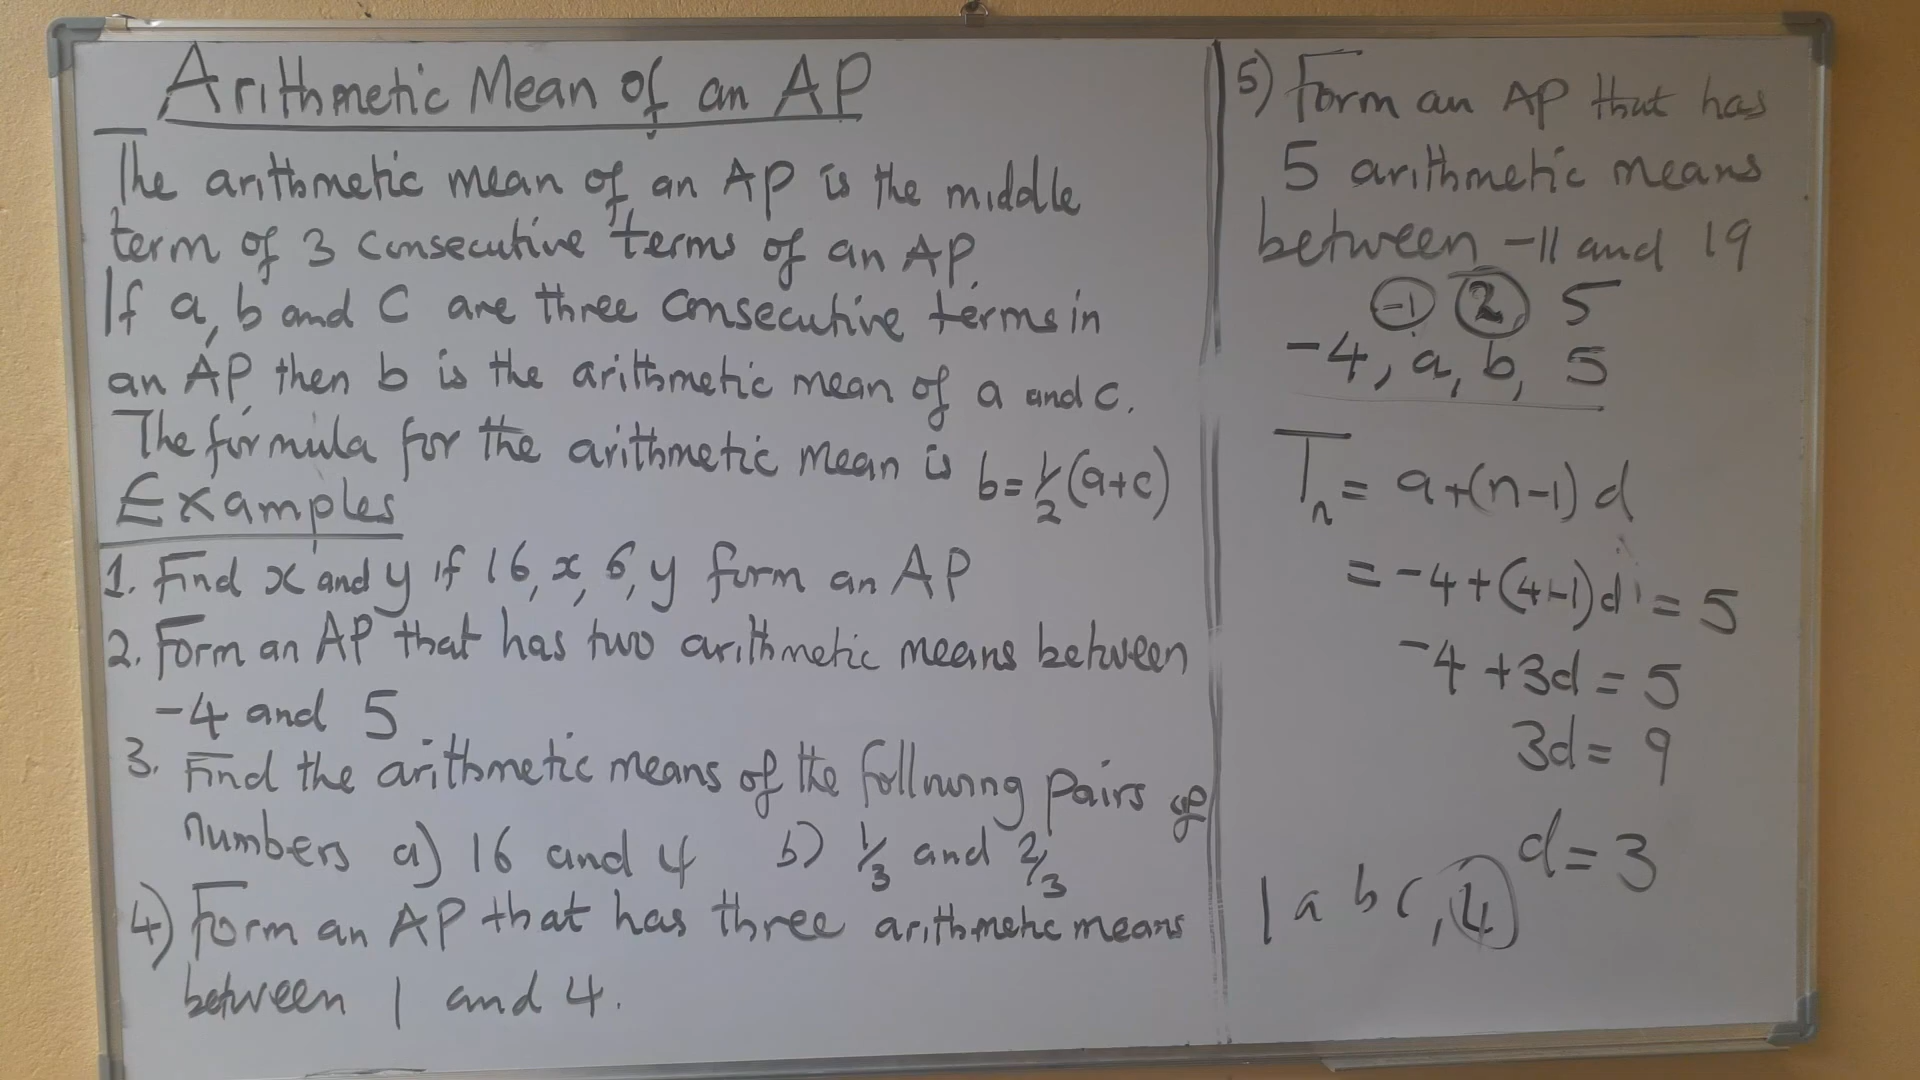 Arithmetic Mean of an AP
The arithmetic mean of an AP is the middle
term of 3 consecutive terms of an AP.
If a, b and c are three consecutive terms in
an AP, then b is the arithmetic mean of a and c.
The formula for the arithmetic mean is b = 1/2 (a+c)
Examples
1. Find x and y if 16, x, 6, y form an AP
2. Form an AP that has two arithmetic means between
-4 and 5
3. Find the arithmetic means of the following pairs of
numbers a) 16 and 4 b) 1/3 and 2/3
4) Form an AP that has three arithmetic means
between 1 and 4.
5) Form an AP that has
5 arithmetic means
between -11 and 19
-1 2 5
-4, a, b, 5
Tn = a+(n-1)d
= -4+(4-1)d = 5
-4 + 3d = 5
3d = 9
d = 3
1 a b c, 4